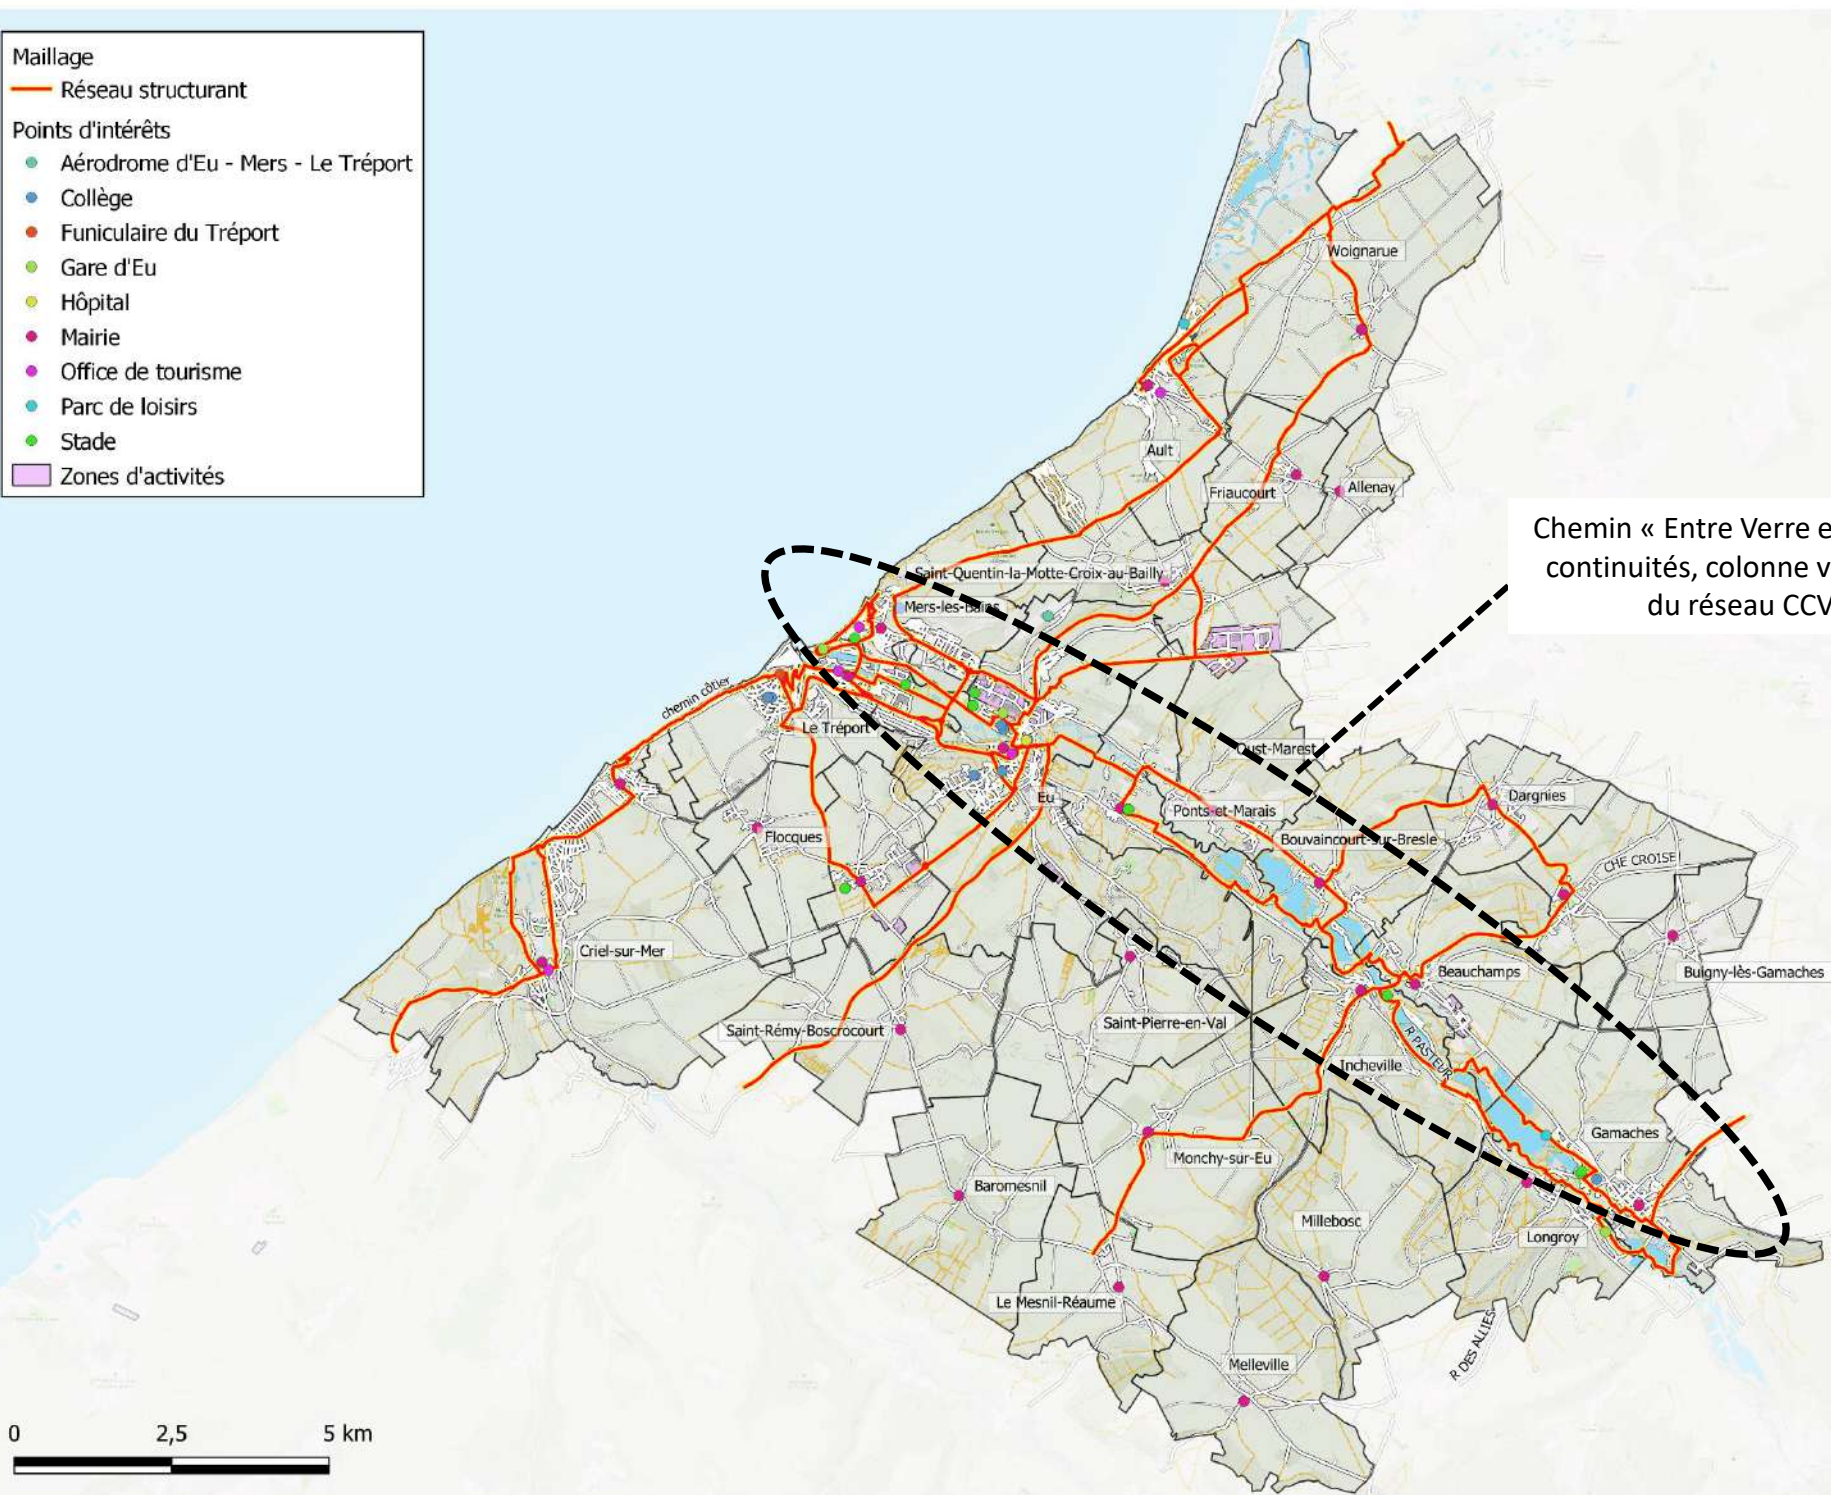 Maillage
Réseau structurant
Points d'intérêts
Aérodrome d'Eu - Mers - Le Tréport
Collège
Funiculaire du Tréport
Gare d'Eu
Hôpital
Mairie
Office de tourisme
Parc de loisirs
Stade
Zones d'activités
Woignarue
Ault
Friaucourt
Allenay
Chemin « Entre Verre e
continuités, colonne v
du réseau CCV
Saint-Quentin-la-Motte-Croix-au-Bailly
Mers-les-Bains
chemin côtier
Le Tréport
Oust-Marest
Eu
Ponts-et-Marais
Dargnies
Flocques
Bouvaincourt-sur-Bresle
CHE CROISE
Criel-sur-Mer
Beauchamps
Buigny-lès-Gamaches
Saint-Rémy-Boscrocourt
Saint-Pierre-en-Val
R PASTEUR
Incheville
Gamaches
Monchy-sur-Eu
Baromesnil
Millebosc
Longroy
Le Mesnil-Réaume
R DES ALLIES
Melleville
0 2,5 5 km